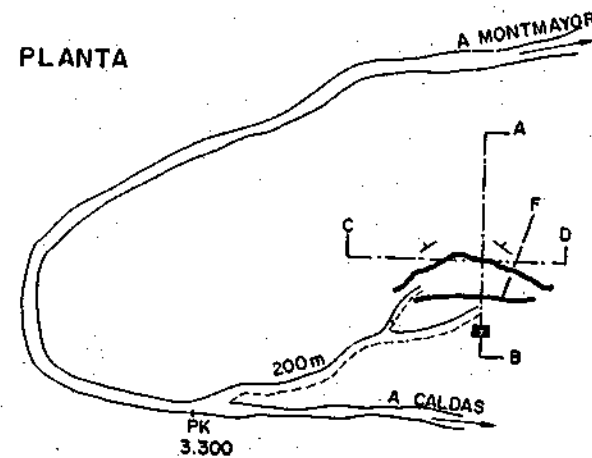 A MONTMAYOR
PLANTA
A
F
C
D
200m
B
A CALDAS
PK
3.300